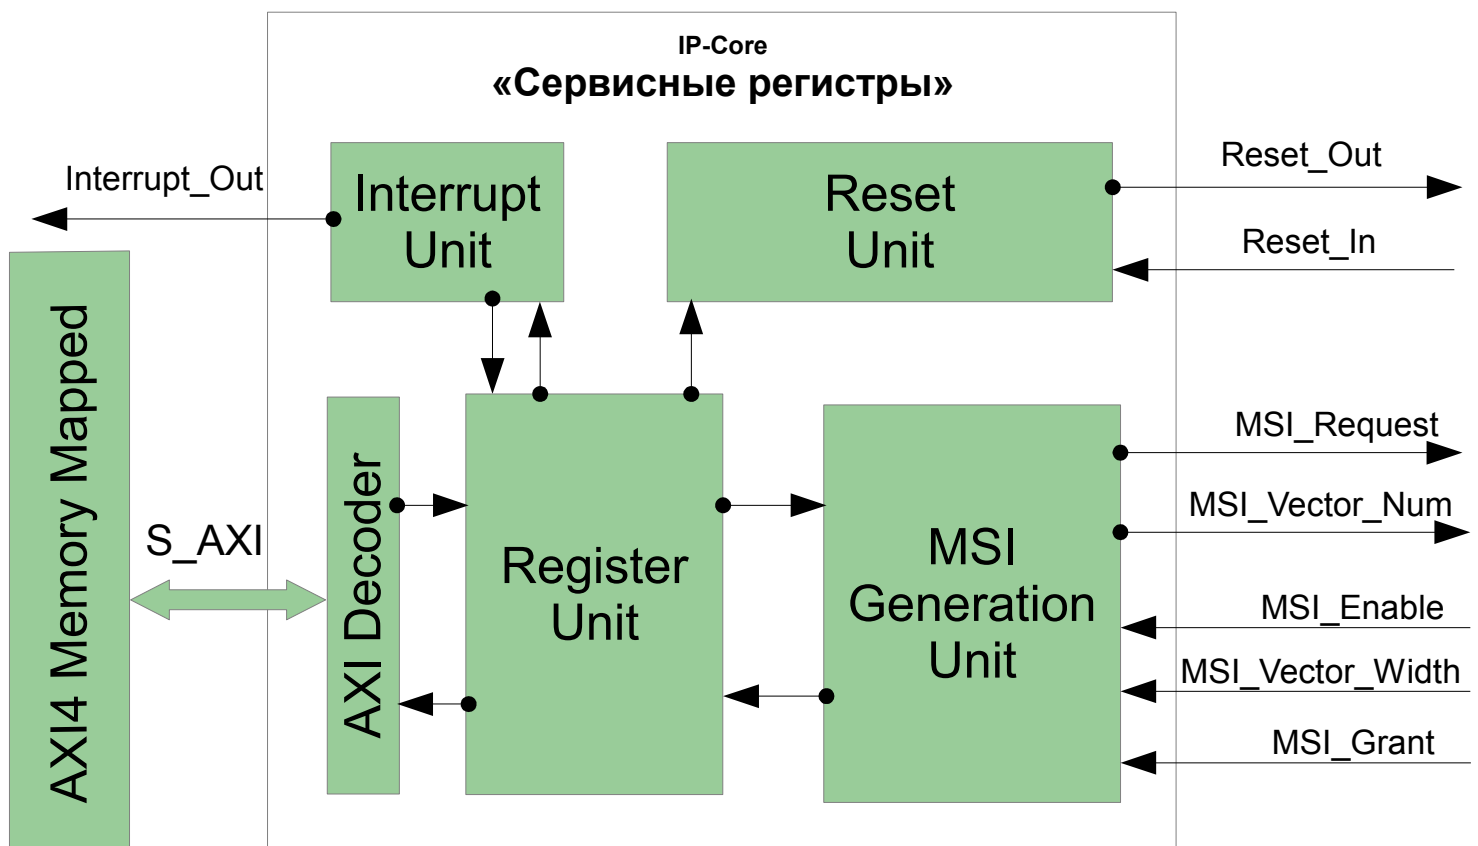 IP-Core
«Сервисные регистры»
Interrupt_Out
Interrupt
Unit
Reset
Unit
Reset_Out
Reset_In
AXI4 Memory Mapped
S_AXI
AXI Decoder
Register
Unit
MSI
Generation
Unit
MSI_Request
MSI_Vector_Num
MSI_Enable
MSI_Vector_Width
MSI_Grant